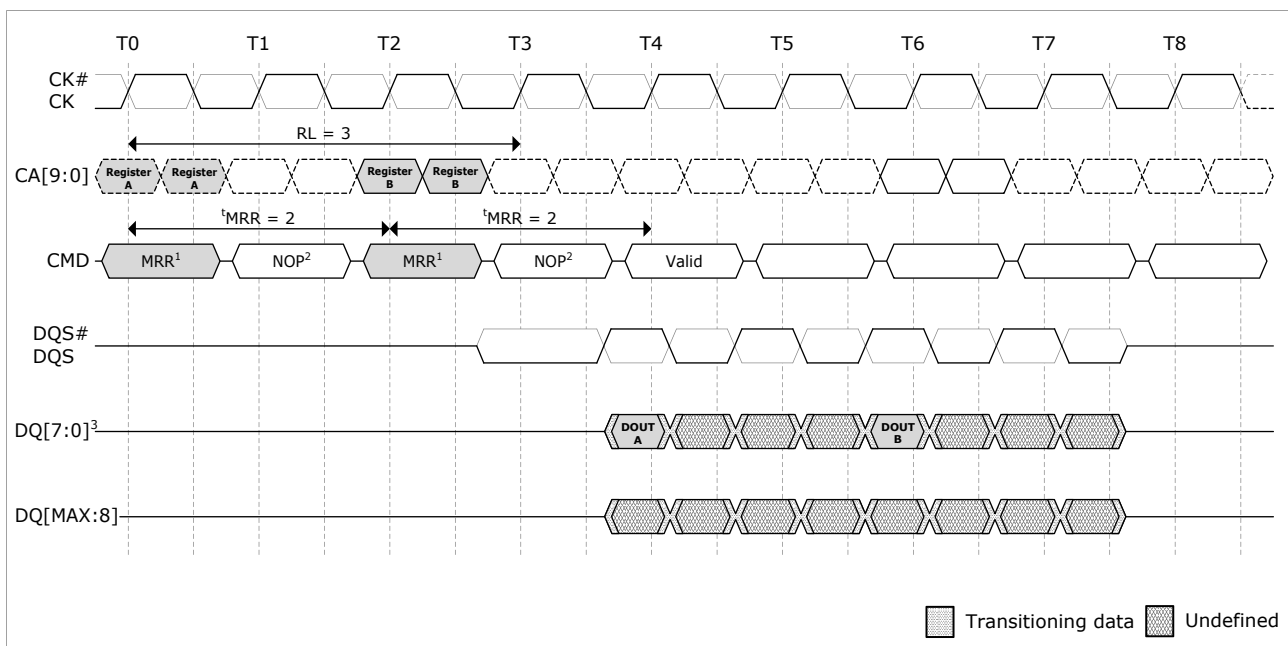 T0 T1 T2 T3 T4 T5 T6 T7 T8
CK#
CK
RL = 3
CA[9:0] Register A Register A Register B Register B
tMRR = 2 tMRR = 2
CMD MRR1 NOP2 MRR1 NOP2 Valid
DQS#
DQS
DQ[7:0]3 DOUT A DOUT B
DQ[MAX:8]
Transitioning data Undefined